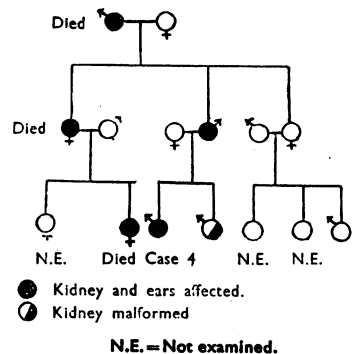 Died
Died
N.E. Died Case 4 N.E. N.E.
Kidney and ears affected.
Kidney malformed
N.E.=Not examined.